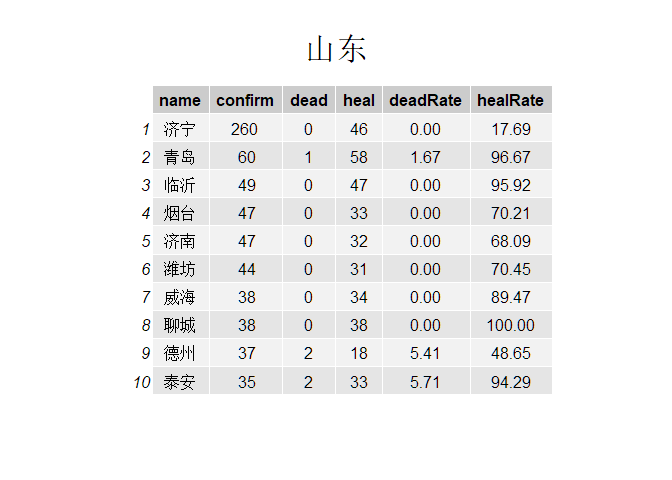 山东
name confirm dead heal deadRate healRate
1 济宁 260 0 46 0.00 17.69
2 青岛 60 1 58 1.67 96.67
3 临沂 49 0 47 0.00 95.92
4 烟台 47 0 33 0.00 70.21
5 济南 47 0 32 0.00 68.09
6 潍坊 44 0 31 0.00 70.45
7 威海 38 0 34 0.00 89.47
8 聊城 38 0 38 0.00 100.00
9 德州 37 2 18 5.41 48.65
10 泰安 35 2 33 5.71 94.29